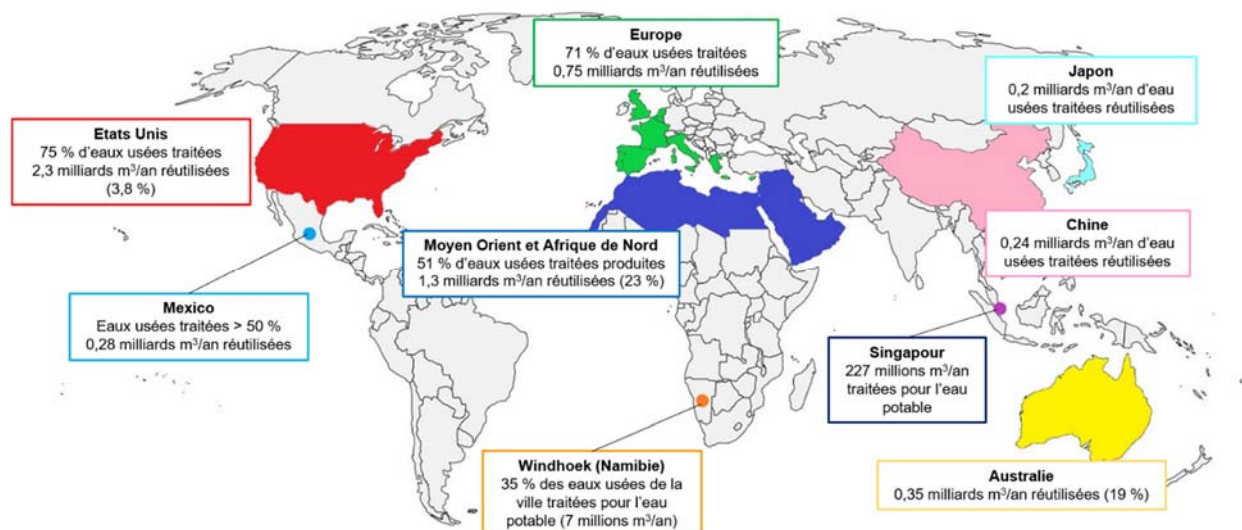 Europe
71 % d’eaux usées traitées
0,75 milliards m³/an réutilisées
Japon
0,2 milliards m³/an d’eau
usées traitées réutilisées
Etats Unis
75 % d’eaux usées traitées
2,3 milliards m³/an réutilisées
(3,8 %)
Moyen Orient et Afrique de Nord
51 % d’eaux usées traitées produites
1,3 milliards m³/an réutilisées (23 %)
Chine
0,24 milliards m³/an d’eau
usées traitées réutilisées
Mexico
Eaux usées traitées > 50 %
0,28 milliards m³/an réutilisées
Singapour
227 millions m³/an
traitées pour l’eau
potable
Windhoek (Namibie)
35 % des eaux usées de la
ville traitées pour l’eau
potable (7 millions m³/an)
Australie
0,35 milliards m³/an réutilisées (19 %)